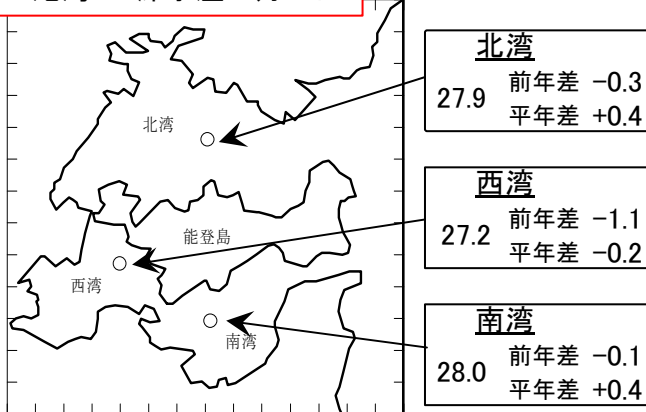 北湾
27.9
前年差 −0.3
平年差 +0.4
西湾
27.2
前年差 −1.1
平年差 −0.2
南湾
28.0
前年差 −0.1
平年差 +0.4
北湾
能登島
西湾
南湾